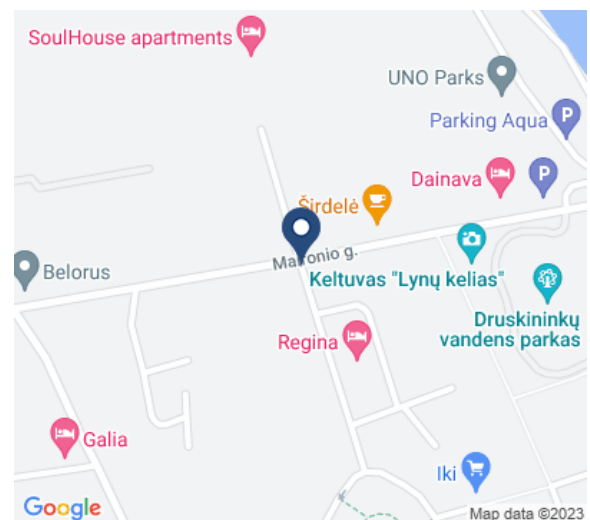 SoulHouse apartments
UNO Parks
Parking Aqua
P
Dainava
P
Širdelė
Maironio g.
Belorus
Keltuvas "Lynų kelias"
Druskininkų
vandens parkas
Regina
Galia
Iki
Google
Map data ©2023